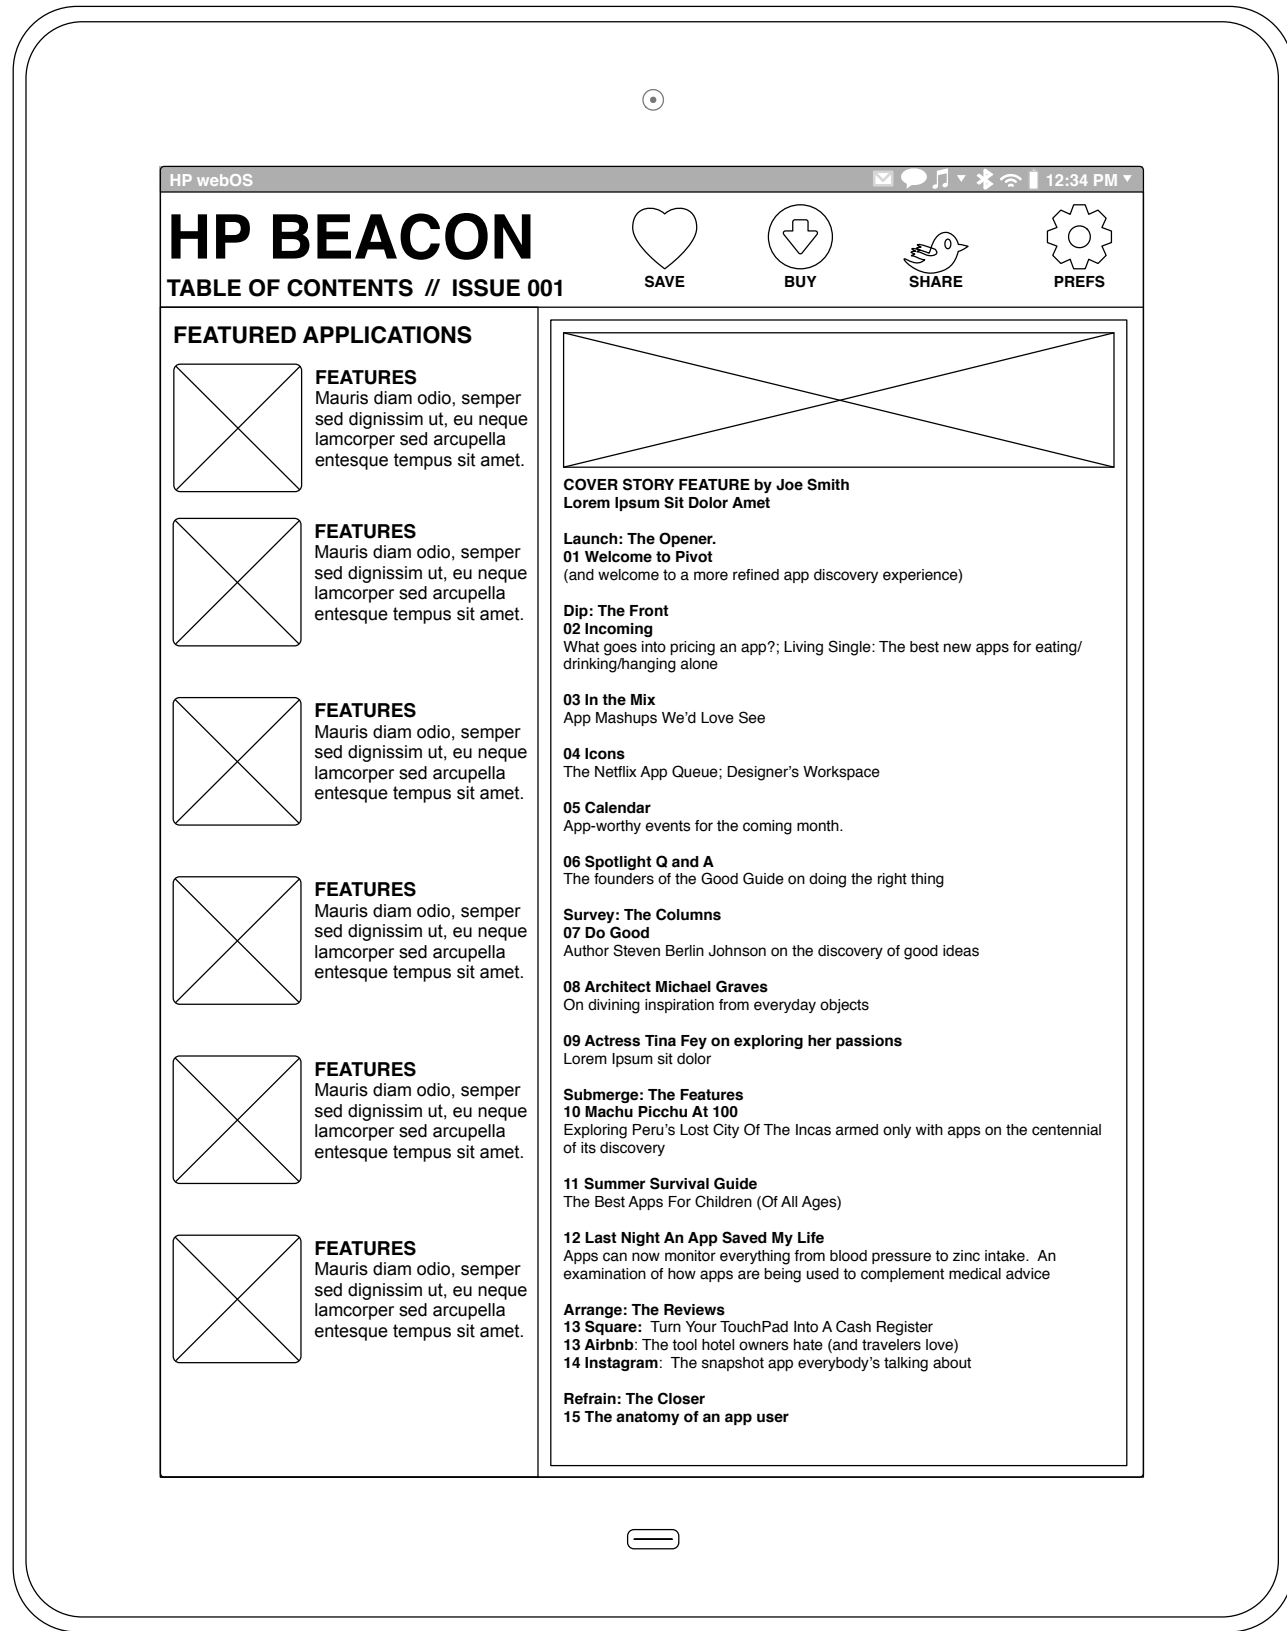 HP webOS
12:34 PM
HP BEACON
TABLE OF CONTENTS // ISSUE 001
SAVE
BUY
SHARE
PREFS
FEATURED APPLICATIONS
FEATURES
Mauris diam odio, semper
sed dignissim ut, eu neque
lamcorper sed arcupella
entesque tempus sit amet.
FEATURES
Mauris diam odio, semper
sed dignissim ut, eu neque
lamcorper sed arcupella
entesque tempus sit amet.
FEATURES
Mauris diam odio, semper
sed dignissim ut, eu neque
lamcorper sed arcupella
entesque tempus sit amet.
FEATURES
Mauris diam odio, semper
sed dignissim ut, eu neque
lamcorper sed arcupella
entesque tempus sit amet.
FEATURES
Mauris diam odio, semper
sed dignissim ut, eu neque
lamcorper sed arcupella
entesque tempus sit amet.
FEATURES
Mauris diam odio, semper
sed dignissim ut, eu neque
lamcorper sed arcupella
entesque tempus sit amet.
COVER STORY FEATURE by Joe Smith
Lorem Ipsum Sit Dolor Amet
Launch: The Opener.
01 Welcome to Pivot
(and welcome to a more refined app discovery experience)
Dip: The Front
02 Incoming
What goes into pricing an app?; Living Single: The best new apps for eating/
drinking/hanging alone
03 In the Mix
App Mashups We'd Love See
04 Icons
The Netflix App Queue; Designer's Workspace
05 Calendar
App-worthy events for the coming month.
06 Spotlight Q and A
The founders of the Good Guide on doing the right thing
Survey: The Columns
07 Do Good
Author Steven Berlin Johnson on the discovery of good ideas
08 Architect Michael Graves
On divining inspiration from everyday objects
09 Actress Tina Fey on exploring her passions
Lorem Ipsum sit dolor
Submerge: The Features
10 Machu Picchu At 100
Exploring Peru's Lost City Of The Incas armed only with apps on the centennial
of its discovery
11 Summer Survival Guide
The Best Apps For Children (Of All Ages)
12 Last Night An App Saved My Life
Apps can now monitor everything from blood pressure to zinc intake.  An
examination of how apps are being used to complement medical advice
Arrange: The Reviews
13 Square:  Turn Your TouchPad Into A Cash Register
13 Airbnb: The tool hotel owners hate (and travelers love)
14 Instagram:  The snapshot app everybody's talking about
Refrain: The Closer
15 The anatomy of an app user